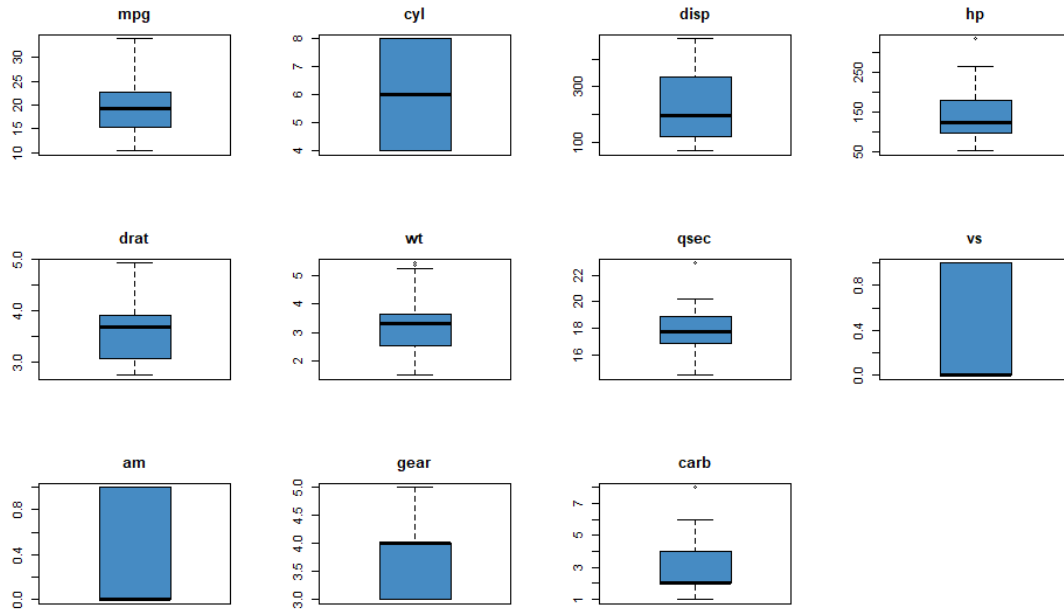 mpg
10 15 20 25 30
cyl
4 5 6 7 8
disp
100 300
hp
50 150 250
drat
3.0 4.0 5.0
wt
2 3 4 5
qsec
16 18 20 22
vs
0.0 0.4 0.8
am
0.0 0.4 0.8
gear
3.0 3.5 4.0 4.5 5.0
carb
1 3 5 7